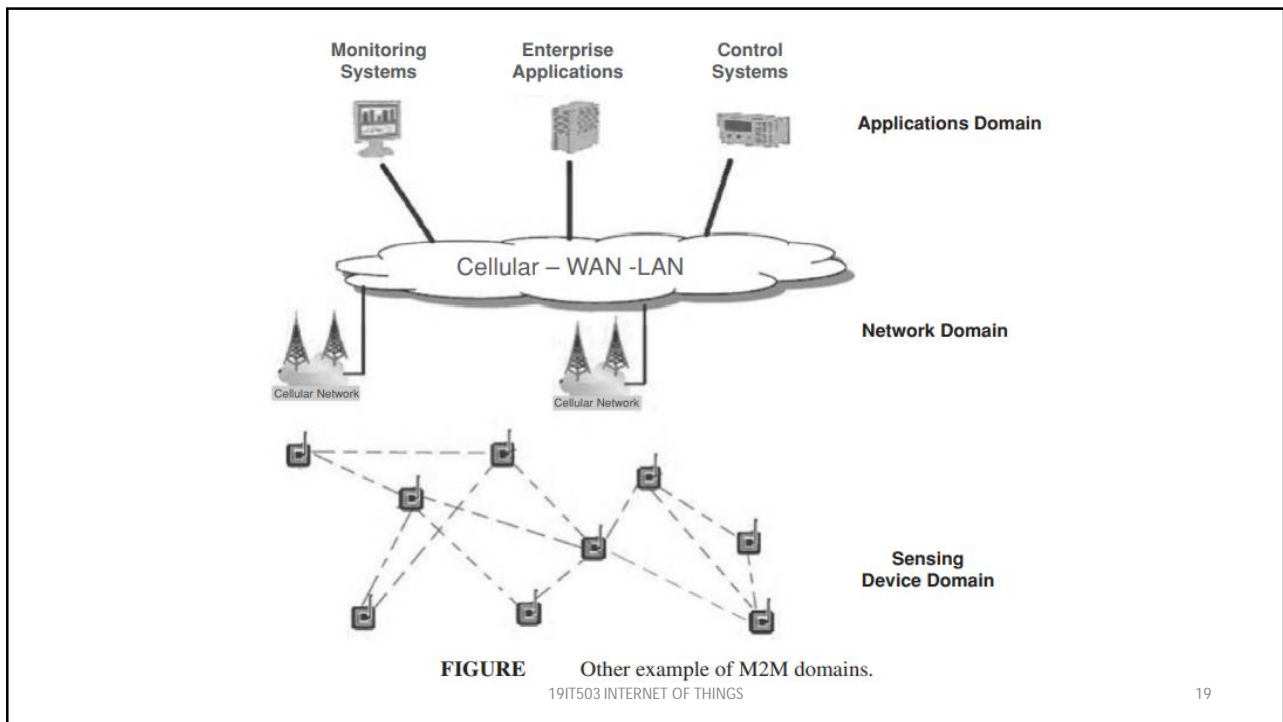 Monitoring
Systems
Enterprise
Applications
Control
Systems
Applications Domain
Cellular – WAN -LAN
Network Domain
Cellular Network
Cellular Network
Sensing
Device Domain
FIGURE Other example of M2M domains.
19IT503 INTERNET OF THINGS
19